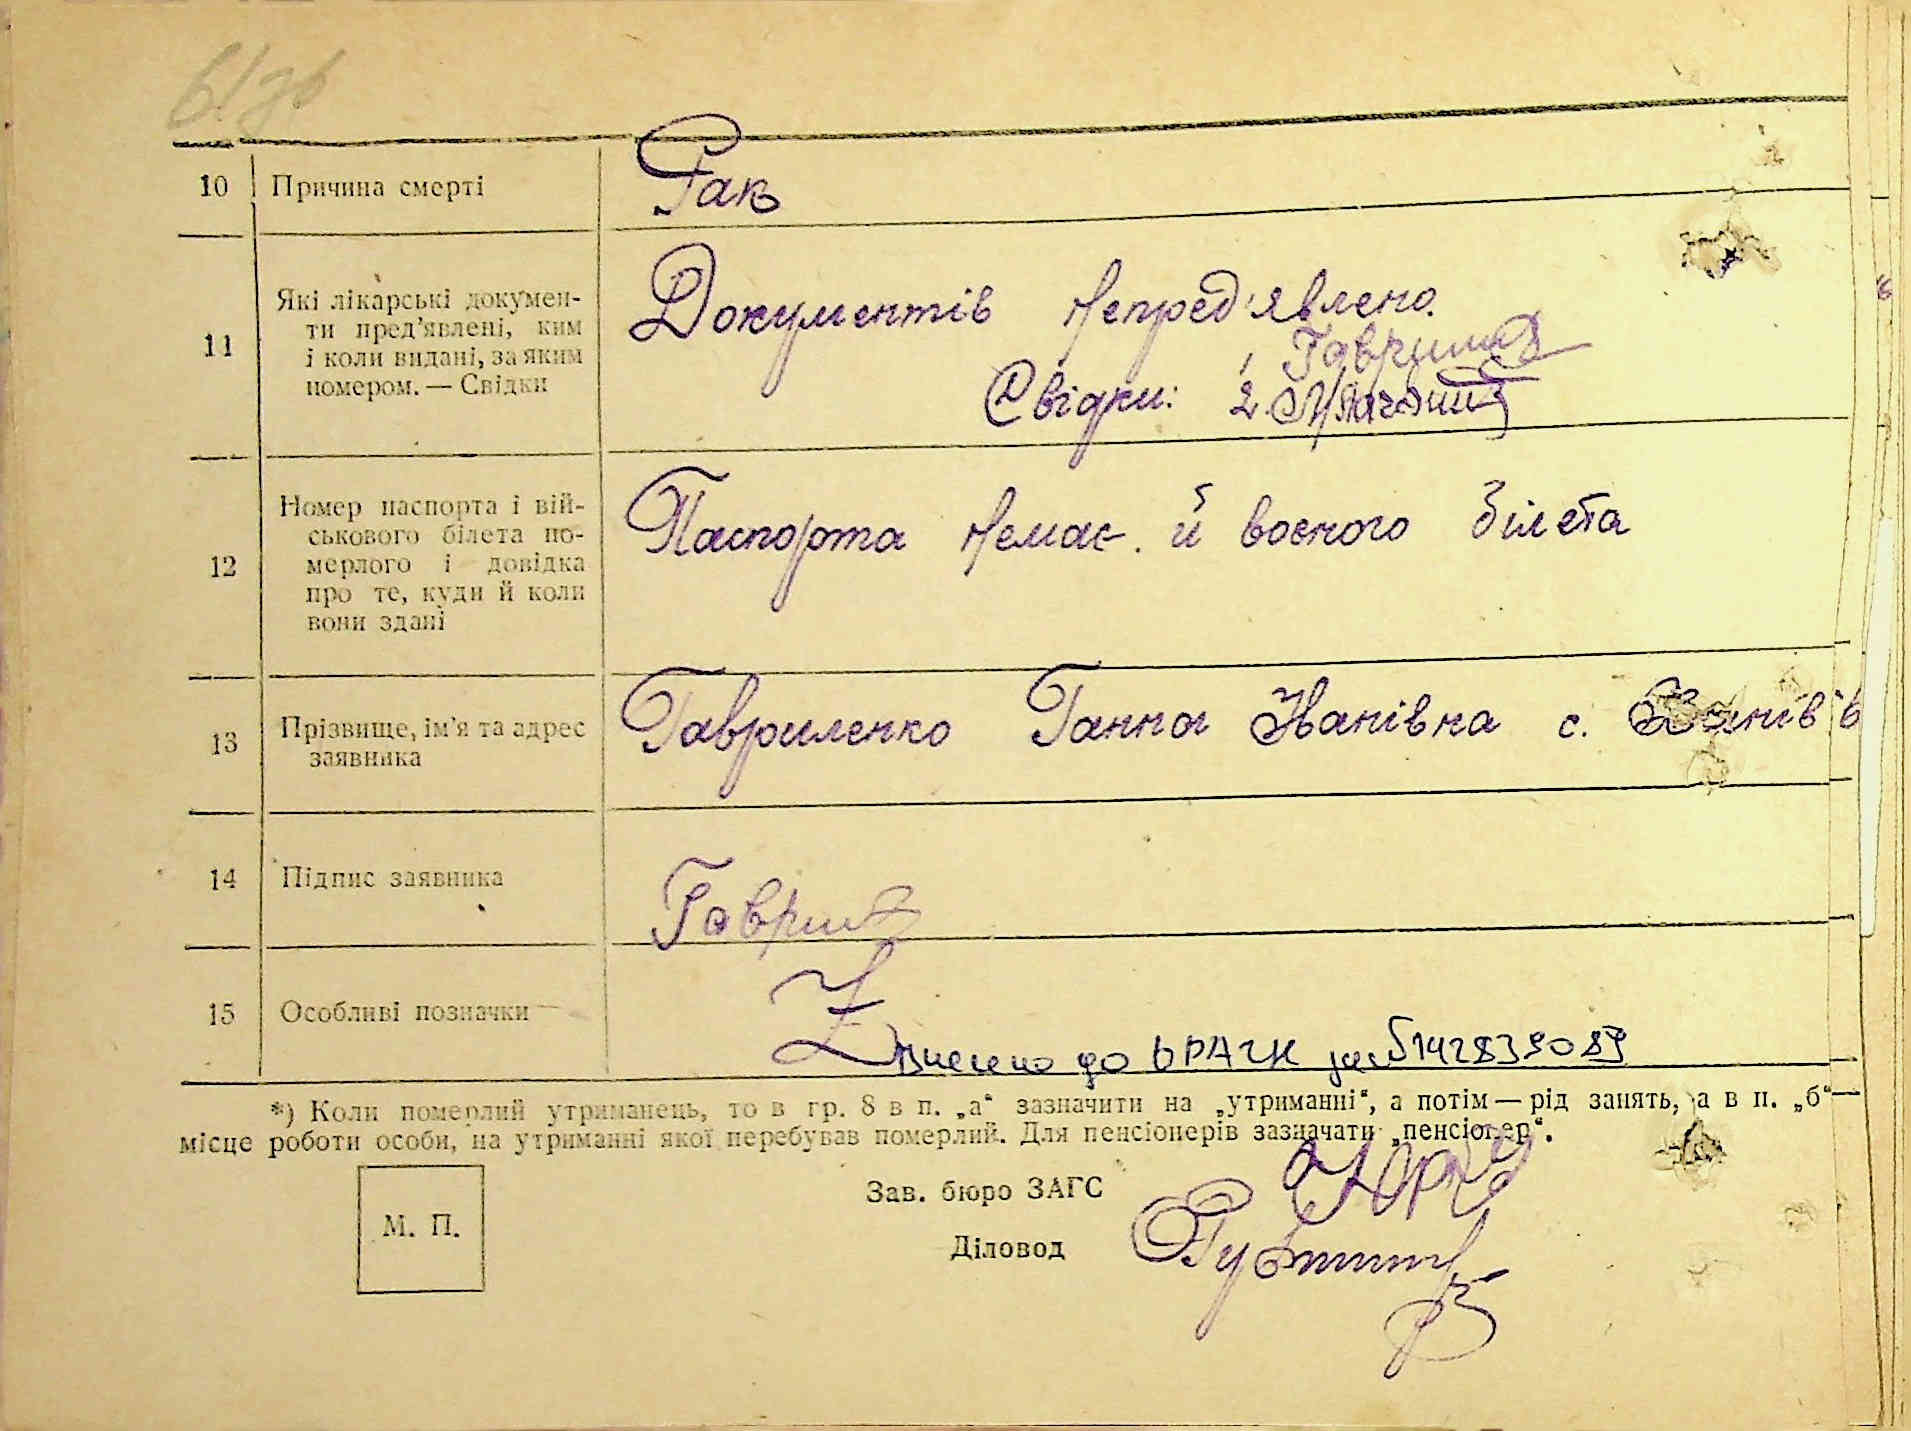 10 Причина смерті Рак
11 Які лікарські докумен-
ти пред’явлені, ким
і коли видані, за яким
номером. — Свідки
Документів непред'явлено.
Свідки: 2.
12 Номер паспорта і вій-
ськового білета по-
мерлого і довідка
про те, куди й коли
вони здані
Паспорта немає й воєного білета
13 Прізвище, ім’я та адрес
заявника
Гавриленко Ганна Іванівна с.
14 Підпис заявника
15 Особливі позначки
Внесено до ДРАЦС за
*) Коли померлий утриманець, то в гр. 8 в п. „а“ зазначити на „утриманні“, а потім — рід занять, а в п. „б“—
місце роботи особи, на утриманні якої перебував померлий. Для пенсіонерів зазначати „пенсіонер“.
Зав. бюро ЗАГС
М. П.
Діловод